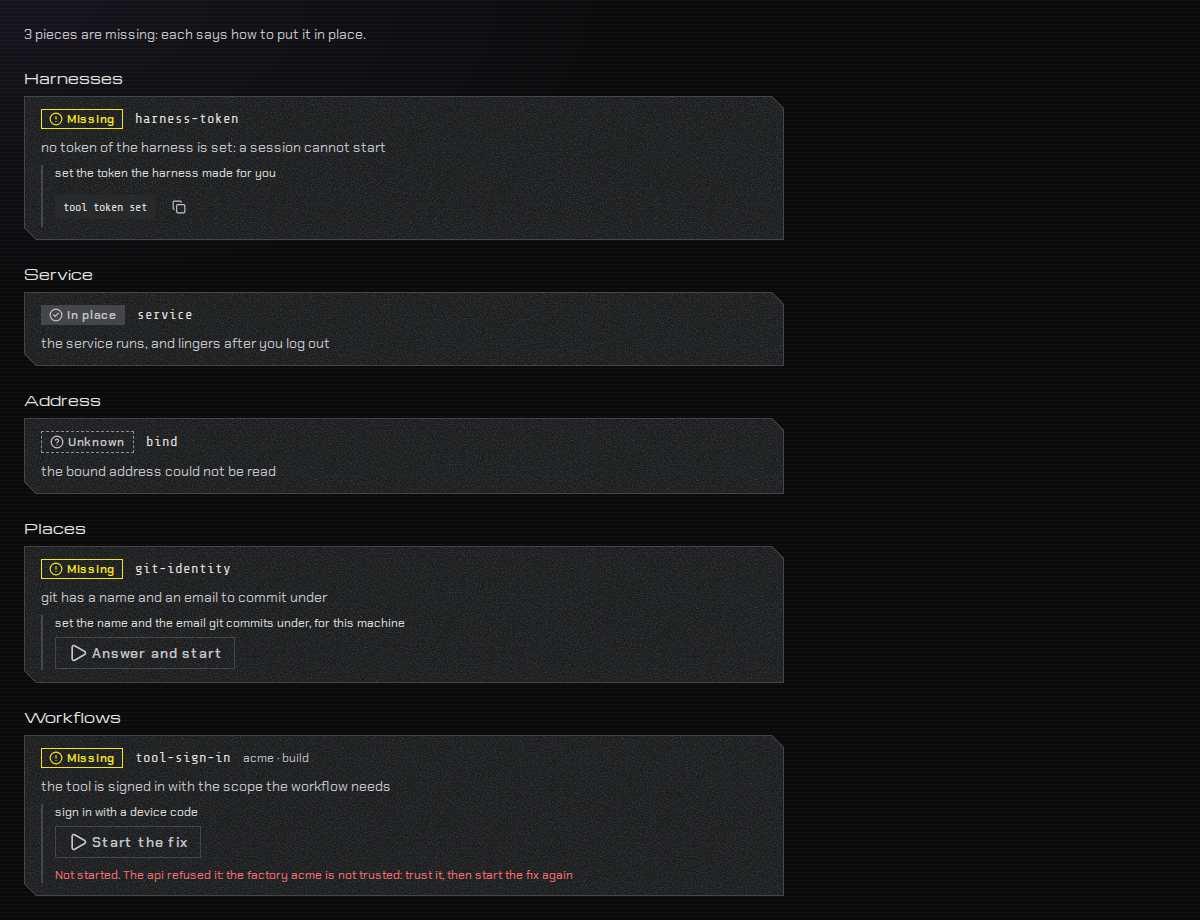 3 pieces are missing: each says how to put it in place.
Harnesses
Missing harness-token
no token of the harness is set: a session cannot start
set the token the harness made for you
tool token set
Service
In place service
the service runs, and lingers after you log out
Address
Unknown bind
the bound address could not be read
Places
Missing git-identity
git has a name and an email to commit under
set the name and the email git commits under, for this machine
Answer and start
Workflows
Missing tool-sign-in acme · build
the tool is signed in with the scope the workflow needs
sign in with a device code
Start the fix
Not started. The api refused it: the factory acme is not trusted: trust it, then start the fix again